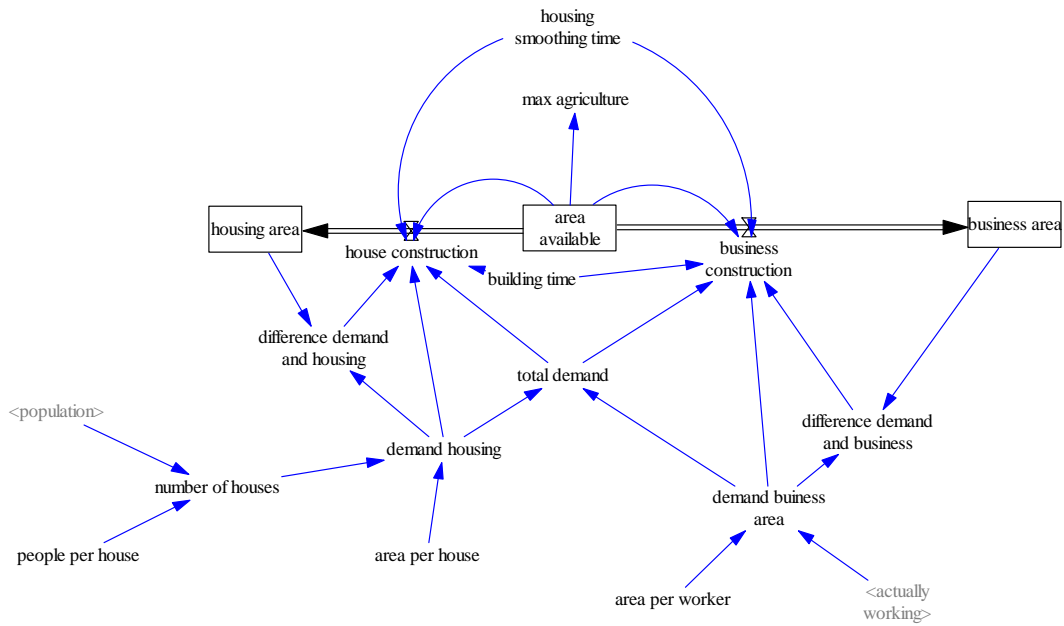 housing
smoothing time
max agriculture
housing area
area
available
business area
house construction
business
construction
building time
difference demand
and housing
total demand
<population>
difference demand
and business
demand housing
number of houses
demand buiness
area
people per house
area per house
area per worker
<actually
working>